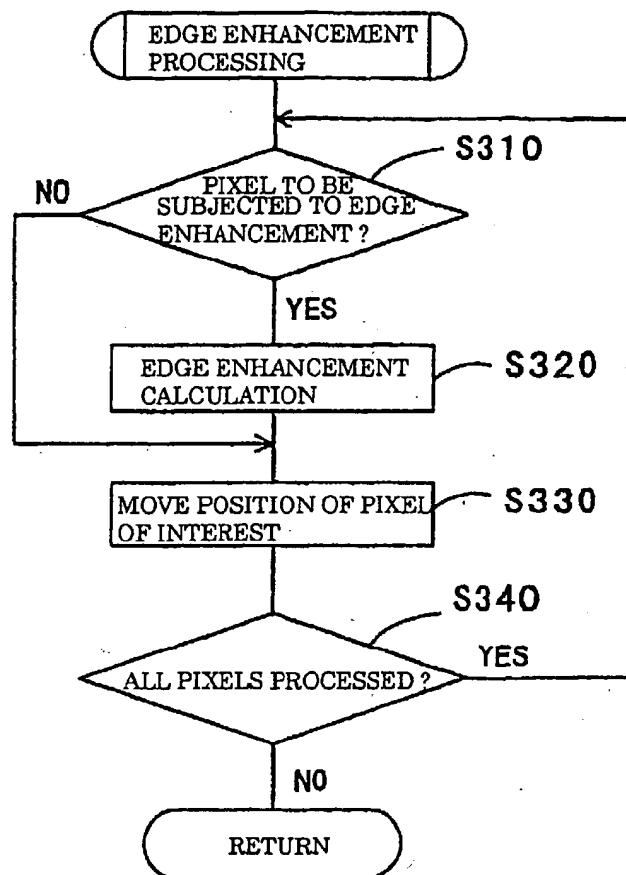 EDGE ENHANCEMENT
PROCESSING
S310
NO
PIXEL TO BE
SUBJECTED TO EDGE
ENHANCEMENT ?
YES
EDGE ENHANCEMENT
CALCULATION
S320
MOVE POSITION OF PIXEL
OF INTEREST
S330
S340
ALL PIXELS PROCESSED ?
YES
NO
RETURN